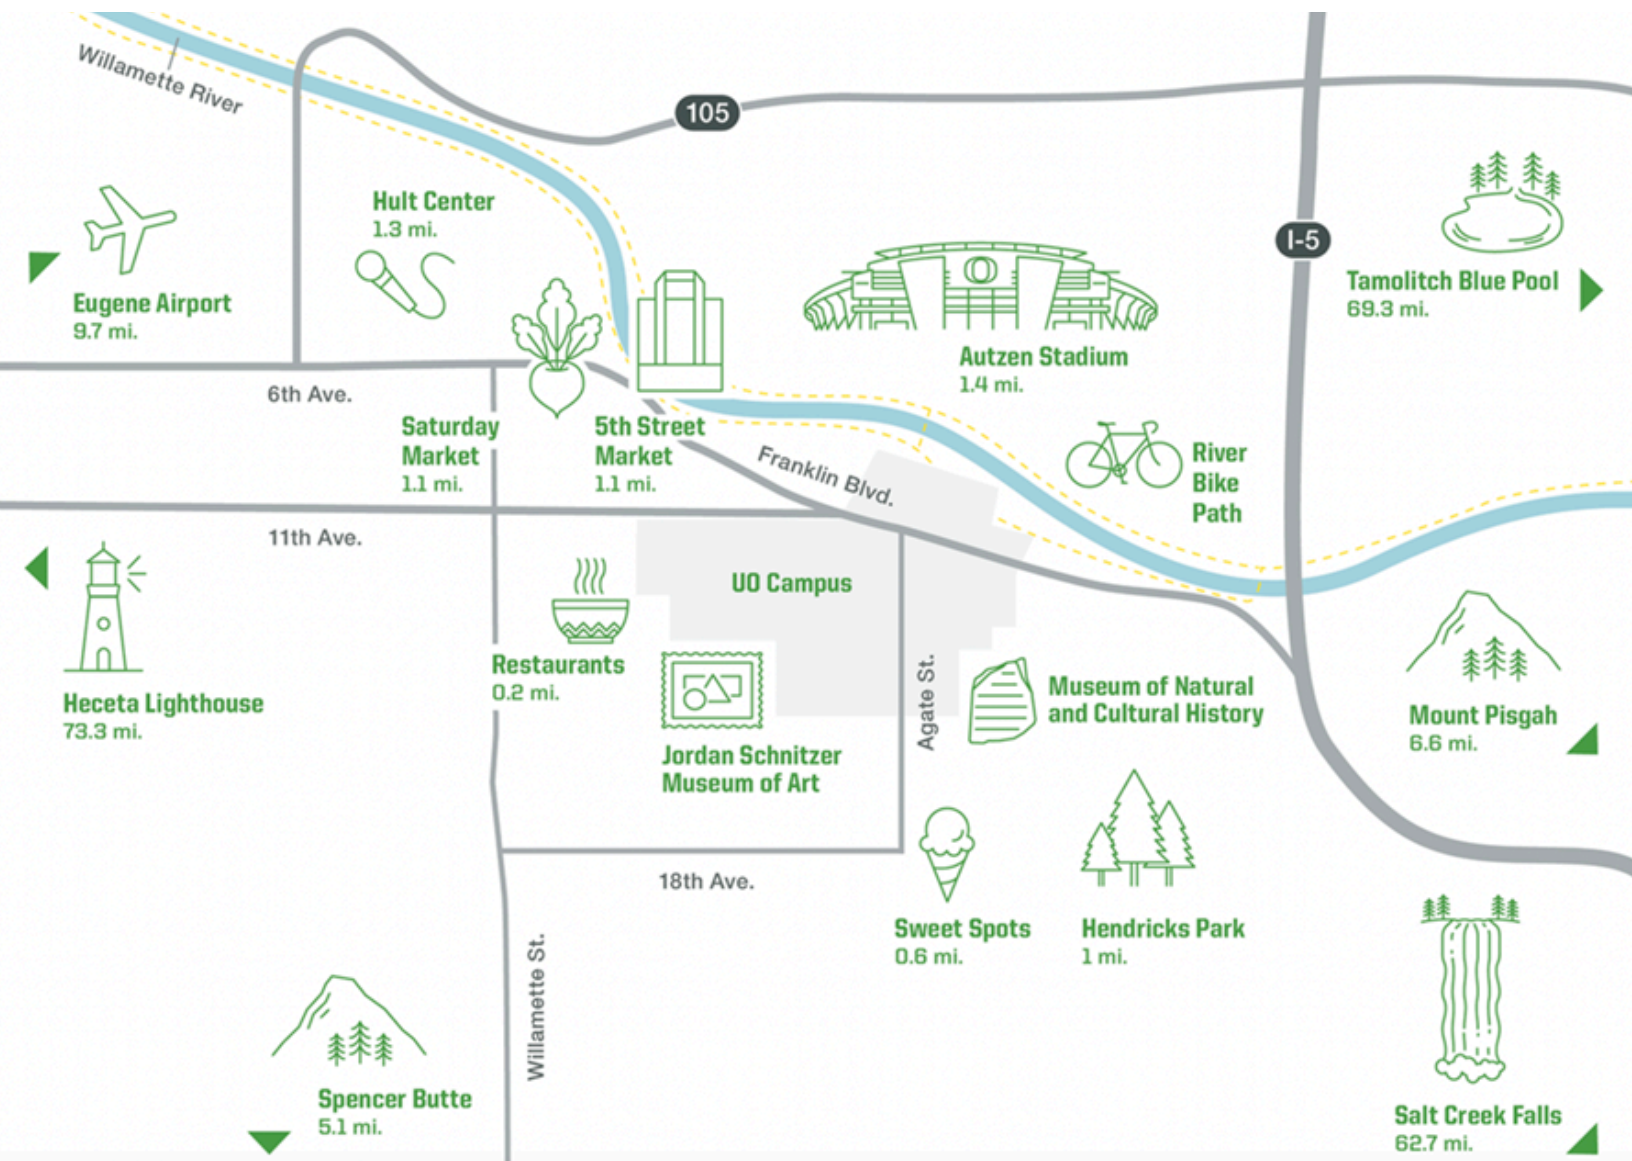 Willamette River
105
Hult Center
1.3 mi.
I-5
Eugene Airport
9.7 mi.
Tamolitch Blue Pool
69.3 mi.
O
Autzen Stadium
1.4 mi.
6th Ave.
Saturday
Market
1.1 mi.
5th Street
Market
1.1 mi.
Franklin Blvd.
River
Bike
Path
11th Ave.
UO Campus
Restaurants
0.2 mi.
Heceta Lighthouse
73.3 mi.
Agate St.
Museum of Natural
and Cultural History
Mount Pisgah
6.6 mi.
Jordan Schnitzer
Museum of Art
18th Ave.
Sweet Spots
0.6 mi.
Hendricks Park
1 mi.
Willamette St.
Spencer Butte
5.1 mi.
Salt Creek Falls
62.7 mi.